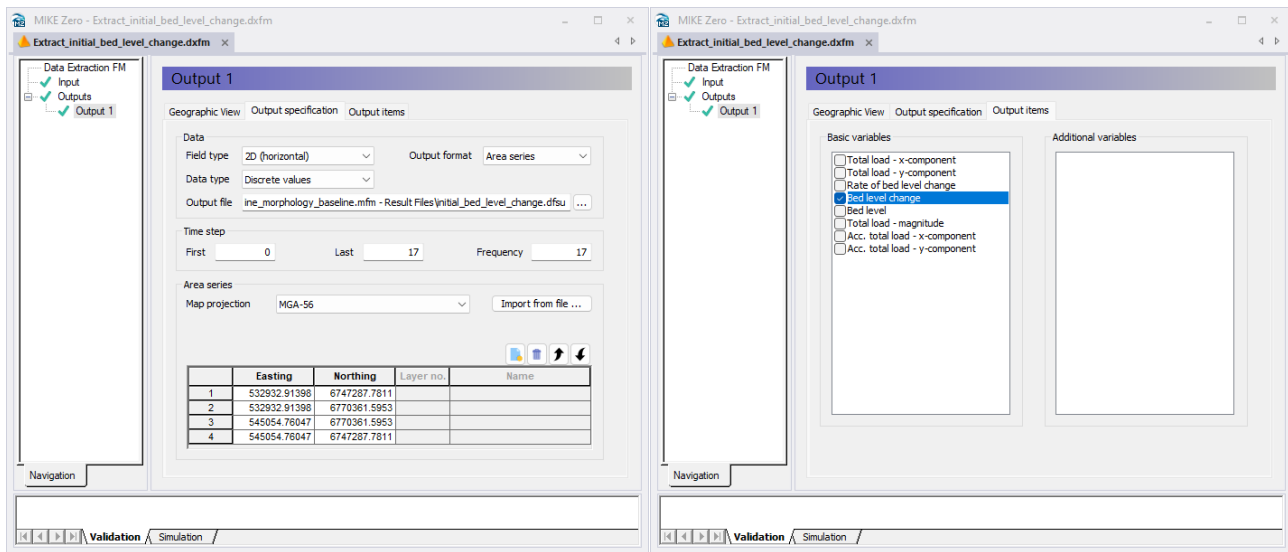 MIKE Zero - Extract_initial_bed_level_change.dxfm
Extract_initial_bed_level_change.dxfm
Data Extraction FM
Input
Outputs
Output 1
Output 1
Geographic View Output specification Output items
Data
Field type 2D (horizontal) Output format Area series
Data type Discrete values
Output file ine_morphology_baseline.mfm - Result Files\initial_bed_level_change.dfsu ...
Time step
First 0 Last 17 Frequency 17
Area series
Map projection MGA-56 Import from file ...
Easting Northing Layer no. Name
1 532932.91398 6747287.7811
2 532932.91398 6770361.5953
3 545054.76047 6770361.5953
4 545054.76047 6747287.7811
Navigation
Validation Simulation
MIKE Zero - Extract_initial_bed_level_change.dxfm
Extract_initial_bed_level_change.dxfm
Data Extraction FM
Input
Outputs
Output 1
Output 1
Geographic View Output specification Output items
Basic variables Additional variables
Total load - x-component
Total load - y-component
Rate of bed level change
Bed level change
Bed level
Total load - magnitude
Acc. total load - x-component
Acc. total load - y-component
Navigation
Validation Simulation